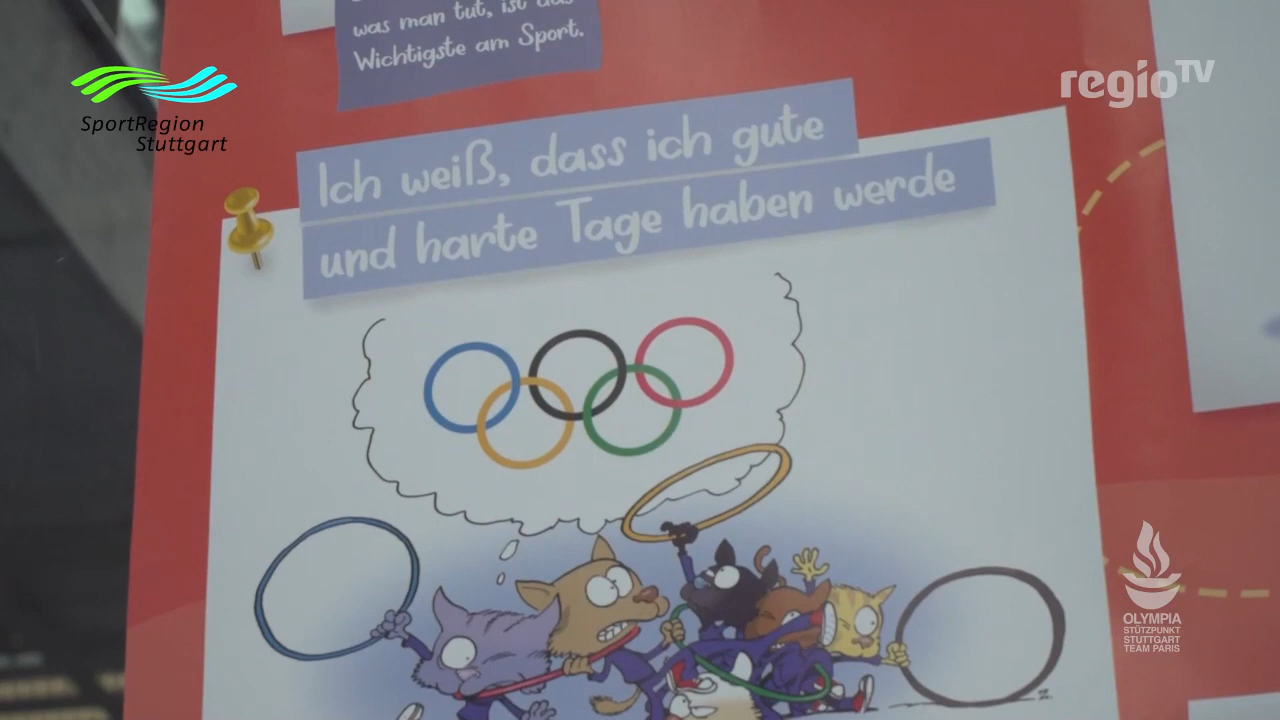 was man tut, ist das
Wichtigste am Sport.
SportRegion
Stuttgart
regioTV
Ich weiß, dass ich gute
und harte Tage haben werde
OLYMPIA
STÜTZPUNKT
STUTTGART
TEAM PARIS